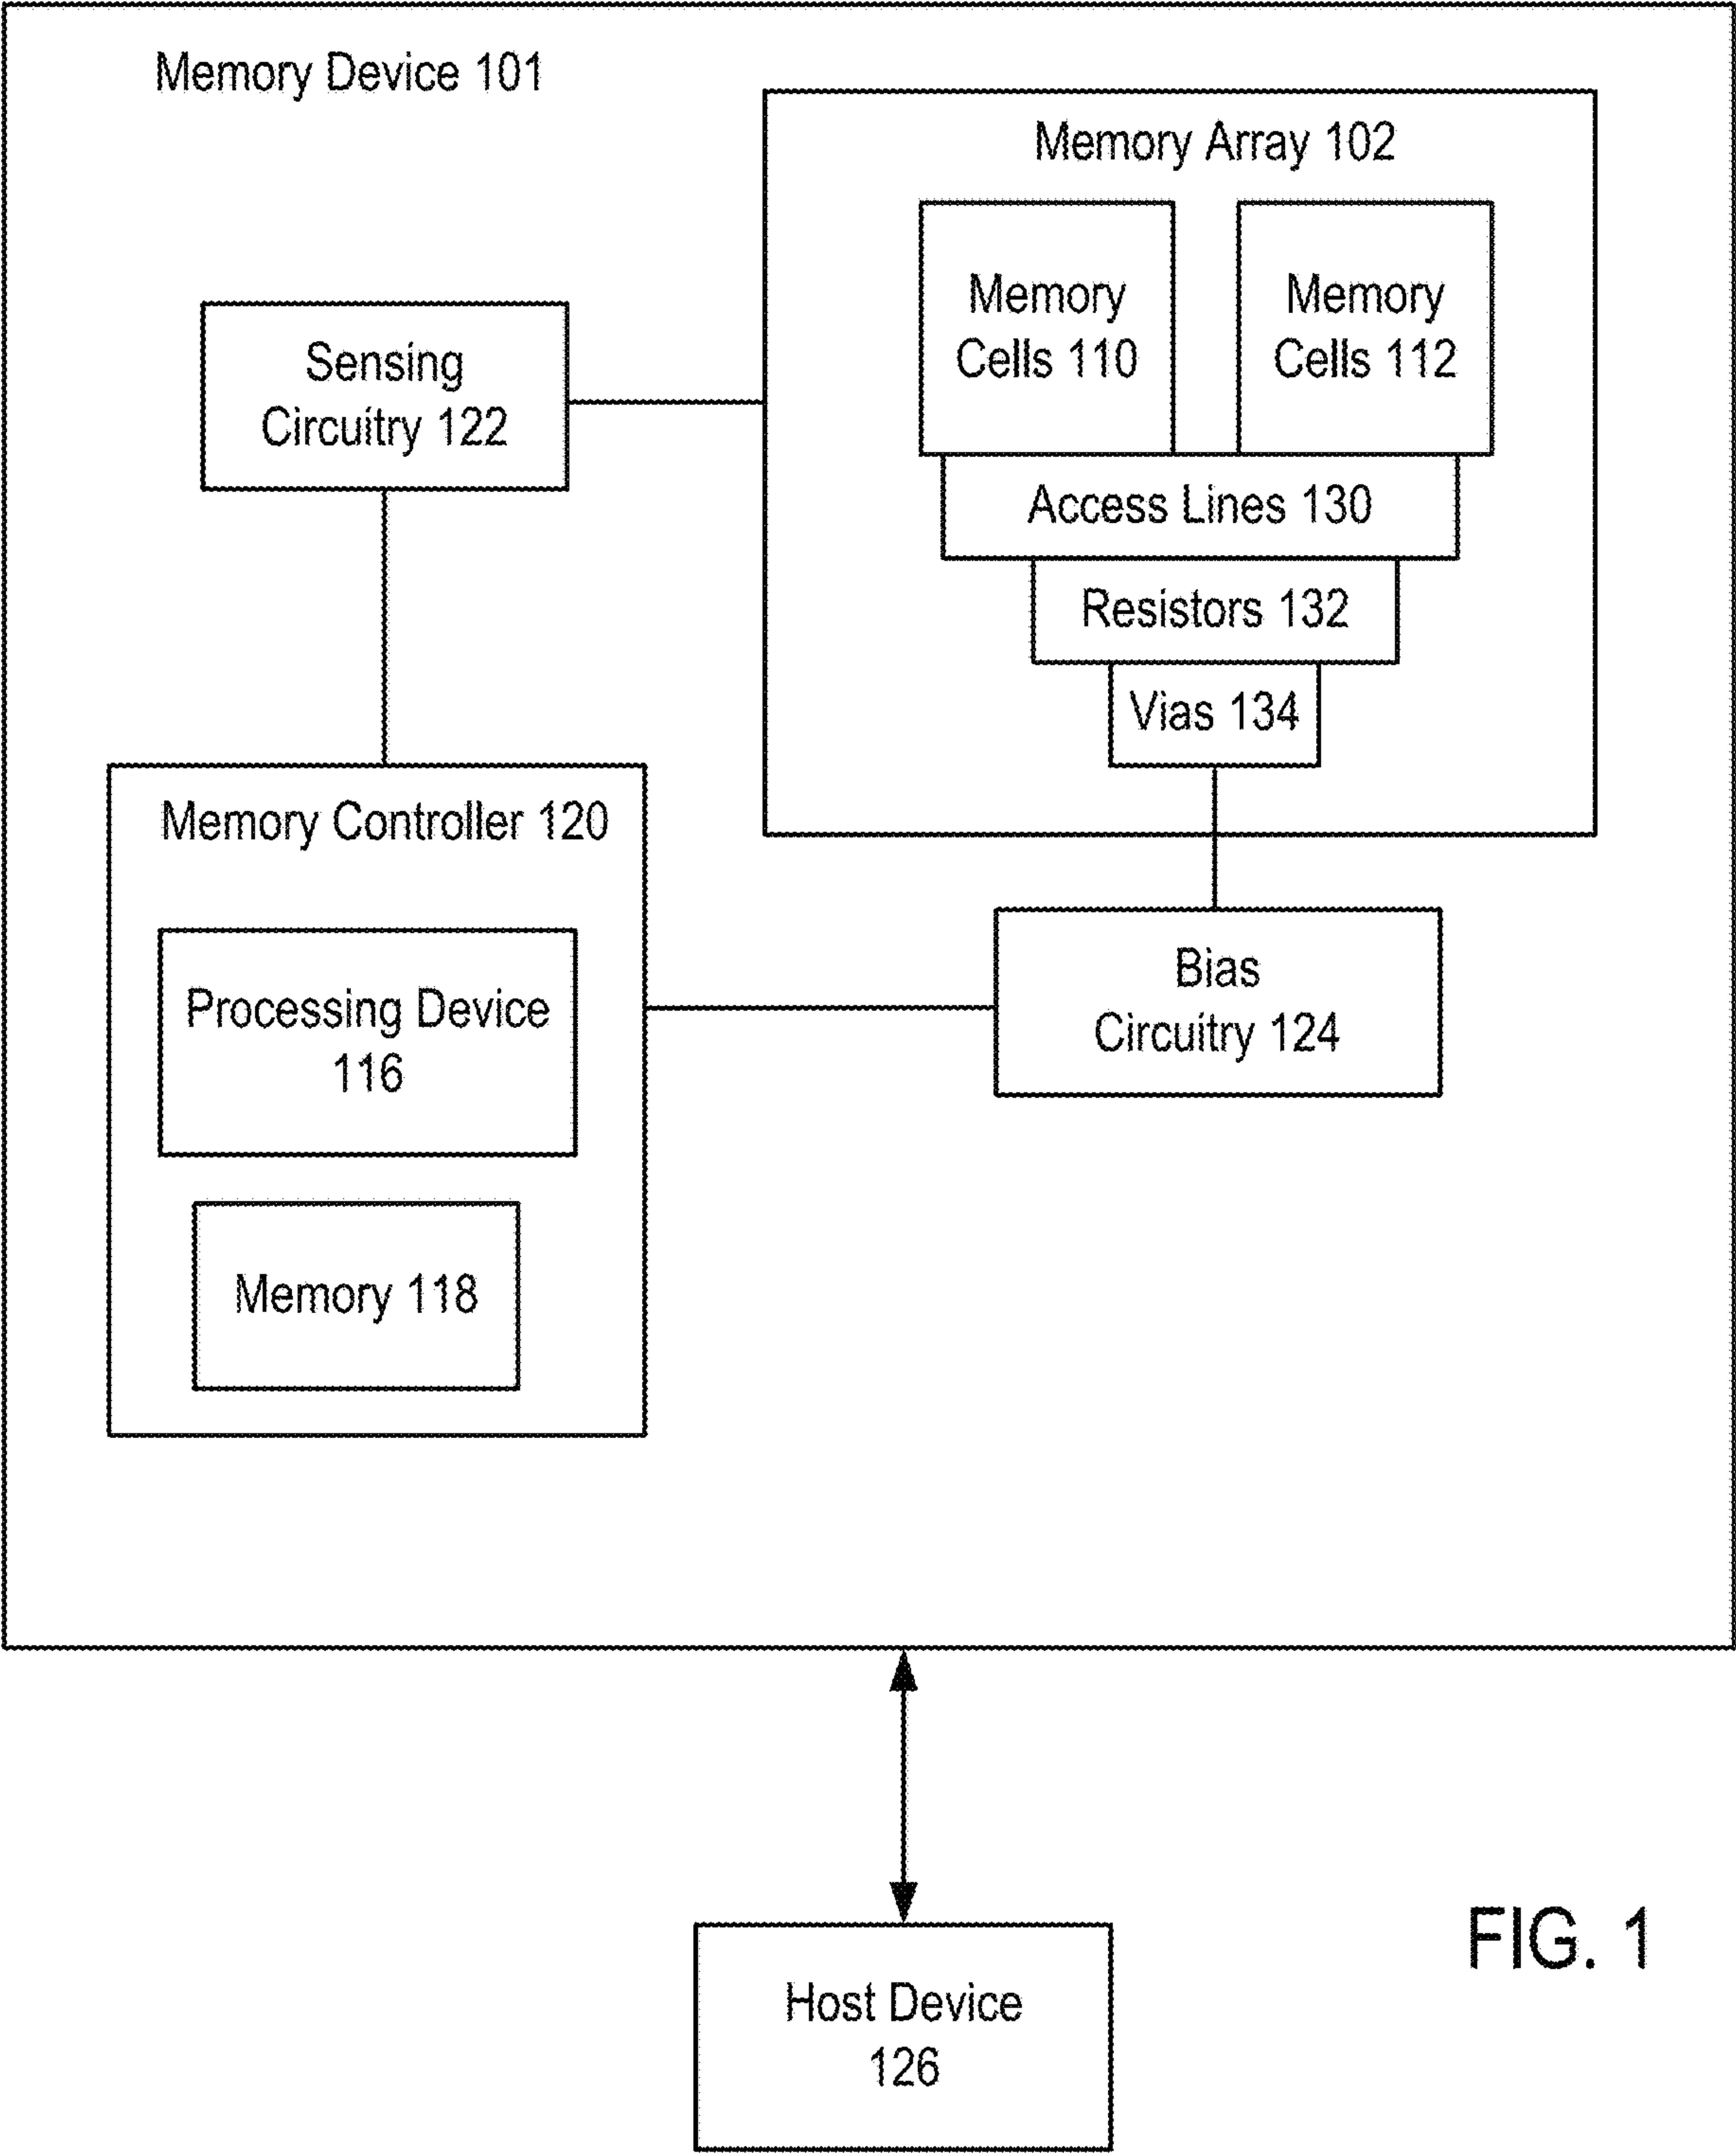 Memory Device 101
Memory Array 102
Memory
Cells 110
Memory
Cells 112
Sensing
Circuitry 122
Access Lines 130
Resistors 132
Vias 134
Memory Controller 120
Processing Device
116
Bias
Circuitry 124
Memory 118
Host Device
126
FIG. 1